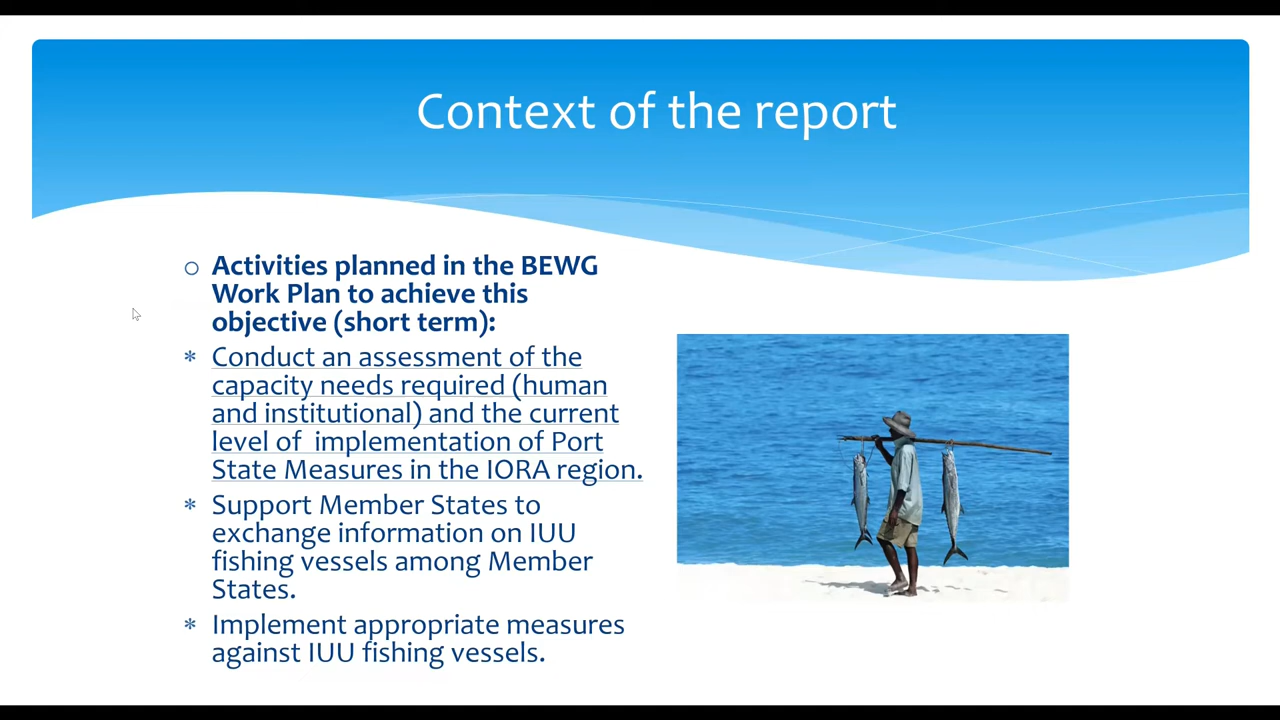 Context of the report
Activities planned in the BEWG
Work Plan to achieve this
objective (short term):
Conduct an assessment of the
capacity needs required (human
and institutional) and the current
level of  implementation of Port
State Measures in the IORA region.
Support Member States to
exchange information on IUU
fishing vessels among Member
States.
Implement appropriate measures
against IUU fishing vessels.